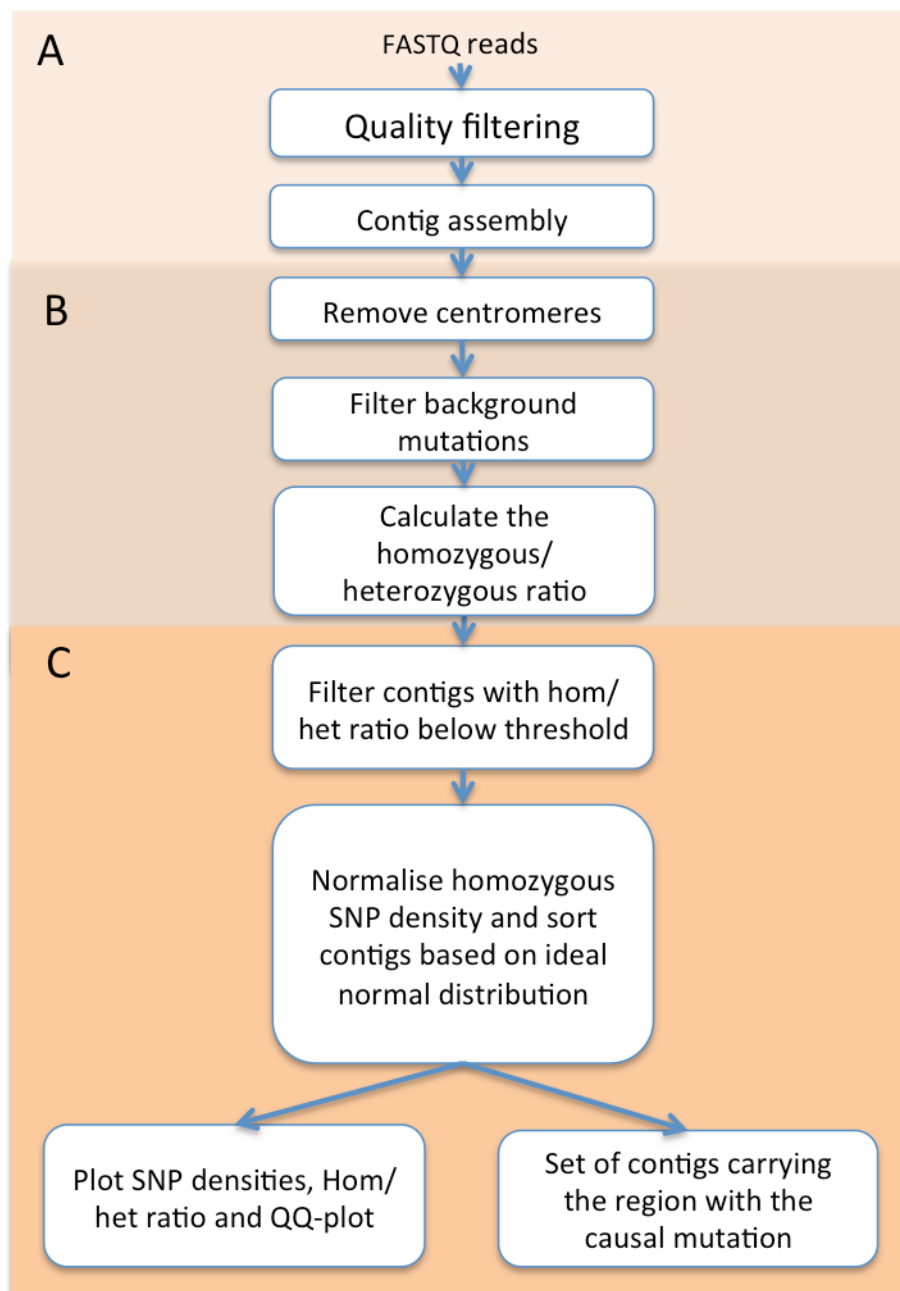 A
FASTQ reads
Quality filtering
Contig assembly
B
Remove centromeres
Filter background
mutations
Calculate the
homozygous/
heterozygous ratio
C
Filter contigs with hom/
het ratio below threshold
Normalise homozygous
SNP density and sort
contigs based on ideal
normal distribution
Plot SNP densities, Hom/
het ratio and QQ-plot
Set of contigs carrying
the region with the
causal mutation